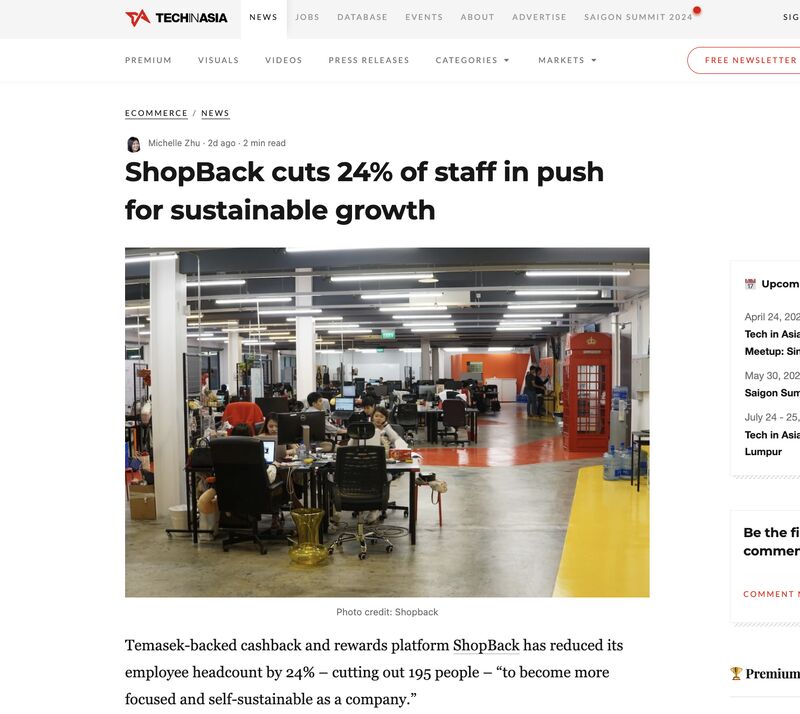 TECHINASIA
NEWS
JOBS
DATABASE
EVENTS
ABOUT
ADVERTISE
SAIGON SUMMIT 2024
SIG
PREMIUM
VISUALS
VIDEOS
PRESS RELEASES
CATEGORIES
MARKETS
FREE NEWSLETTER
ECOMMERCE / NEWS
Michelle Zhu · 2d ago · 2 min read
ShopBack cuts 24% of staff in push
for sustainable growth
Photo credit: Shopback
Temasek-backed cashback and rewards platform ShopBack has reduced its
employee headcount by 24% – cutting out 195 people – “to become more
focused and self-sustainable as a company.”
Upcom
April 24, 202
Tech in Asia
Meetup: Sin
May 30, 202
Saigon Sum
July 24 - 25,
Tech in Asia
Lumpur
Be the fi
commen
COMMENT N
Premium